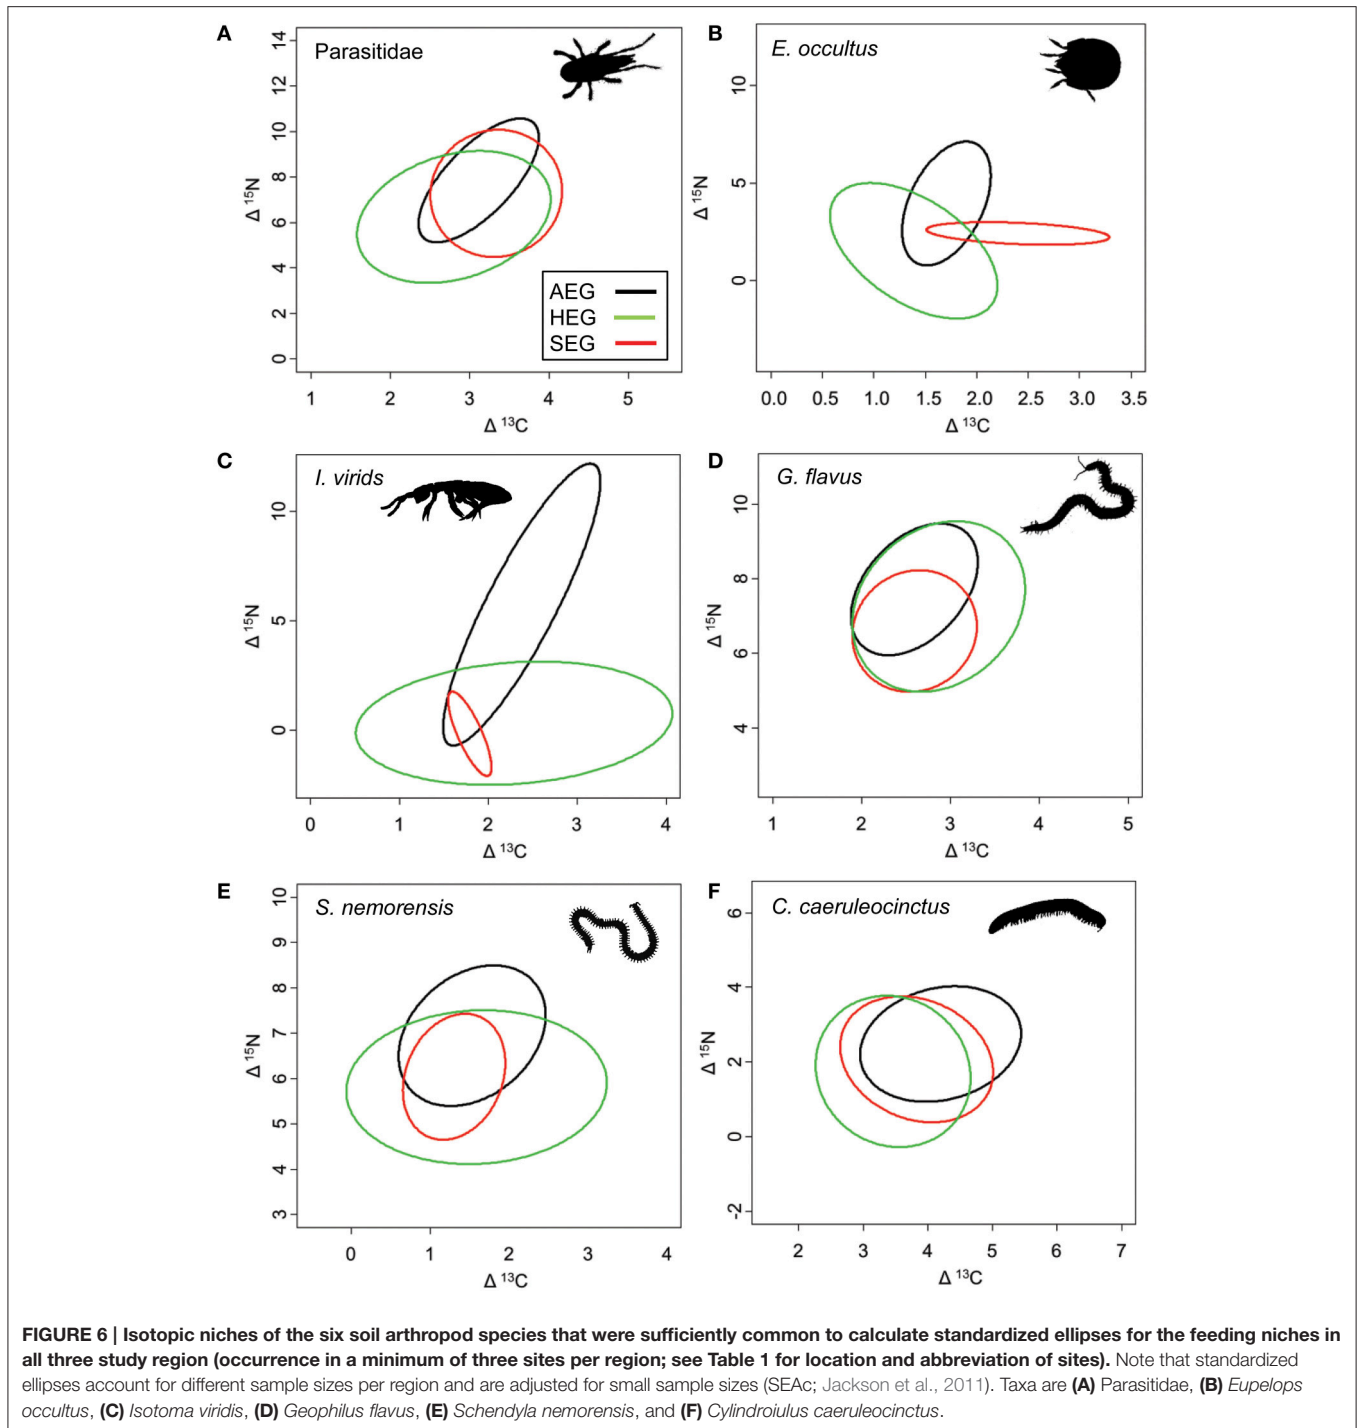 A
Parasitidae
Δ ¹⁵N
0 2 4 6 8 10 12 14
AEG
HEG
SEG
1 2 3 4 5
Δ ¹³C
B
E. occultus
Δ ¹⁵N
0 5 10
0.0 0.5 1.0 1.5 2.0 2.5 3.0 3.5
Δ ¹³C
C
I. virids
Δ ¹⁵N
0 5 10
0 1 2 3 4
Δ ¹³C
D
G. flavus
Δ ¹⁵N
4 6 8 10
1 2 3 4 5
Δ ¹³C
E
S. nemorensis
Δ ¹⁵N
3 4 5 6 7 8 9 10
0 1 2 3 4
Δ ¹³C
F
C. caeruleocinctus
Δ ¹⁵N
-2 0 2 4 6
2 3 4 5 6 7
Δ ¹³C
FIGURE 6 | Isotopic niches of the six soil arthropod species that were sufficiently common to calculate standardized ellipses for the feeding niches in
all three study region (occurrence in a minimum of three sites per region; see Table 1 for location and abbreviation of sites). Note that standardized
ellipses account for different sample sizes per region and are adjusted for small sample sizes (SEAc; Jackson et al., 2011). Taxa are (A) Parasitidae, (B) Eupelops
occultus, (C) Isotoma viridis, (D) Geophilus flavus, (E) Schendyla nemorensis, and (F) Cylindroiulus caeruleocinctus.